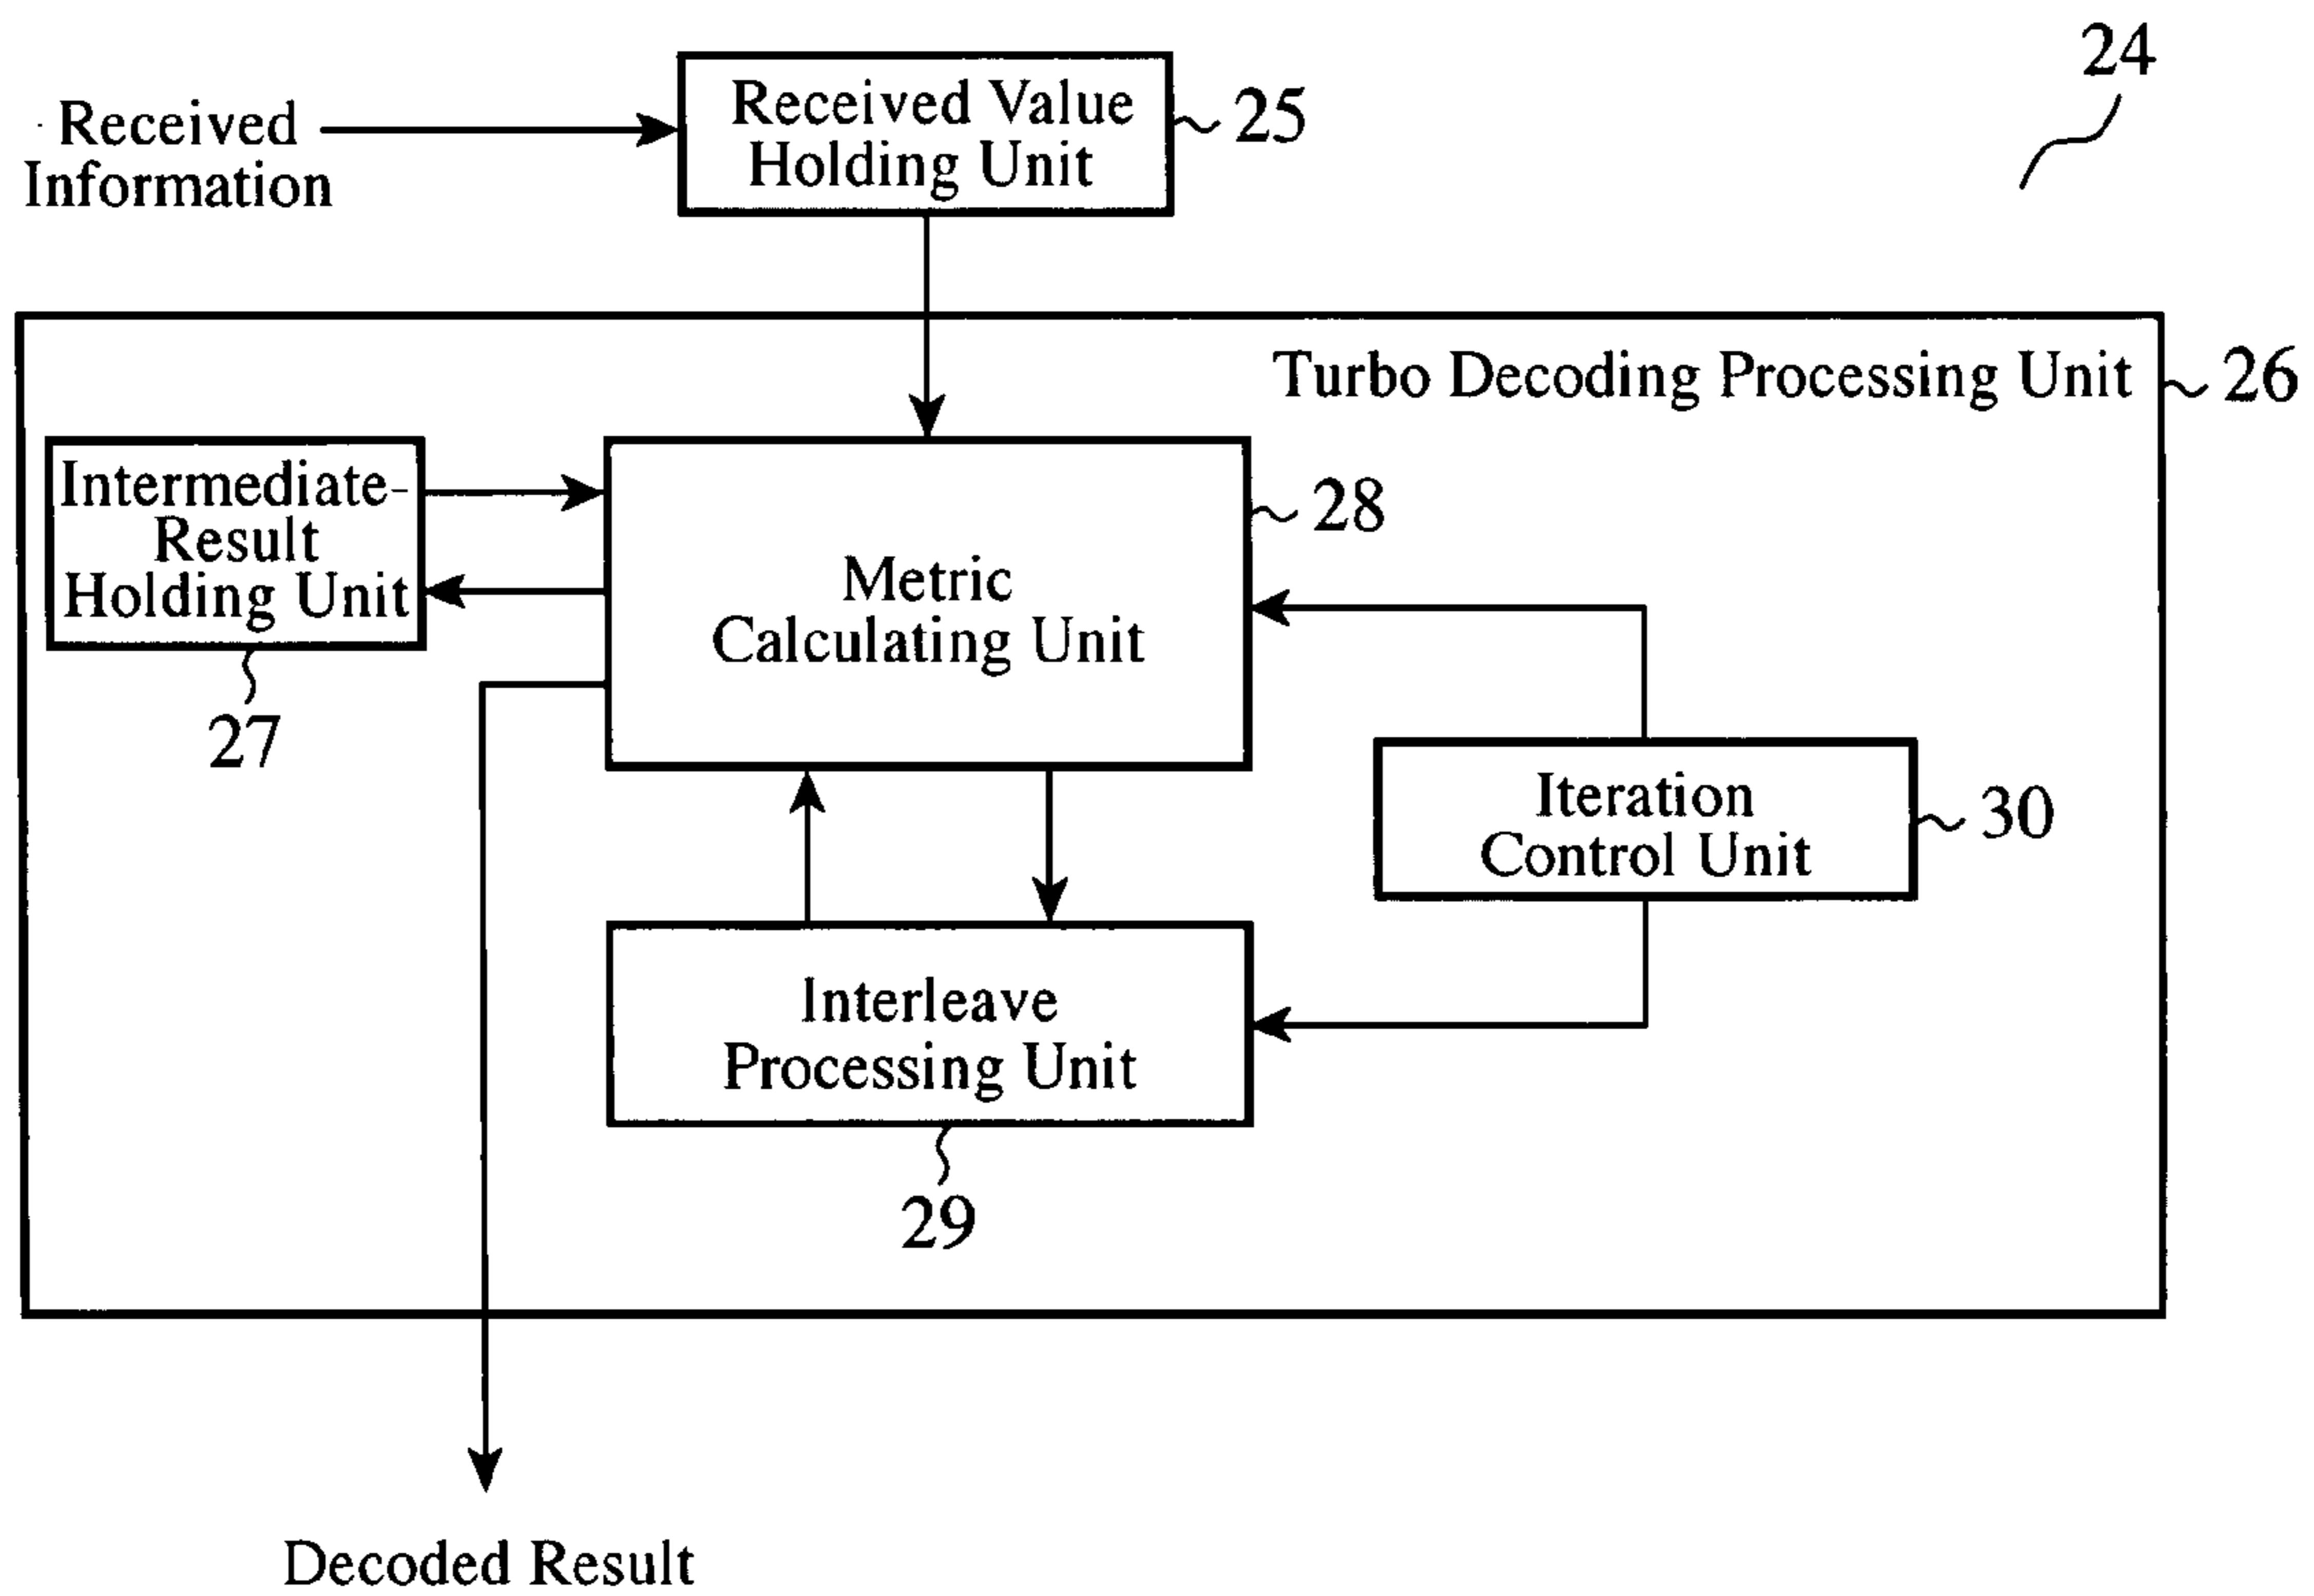 24
Received Value
Holding Unit
25
Received
Information
Turbo Decoding Processing Unit
26
Intermediate-
Result
Holding Unit
27
Metric
Calculating Unit
28
Iteration
Control Unit
30
Interleave
Processing Unit
29
Decoded Result